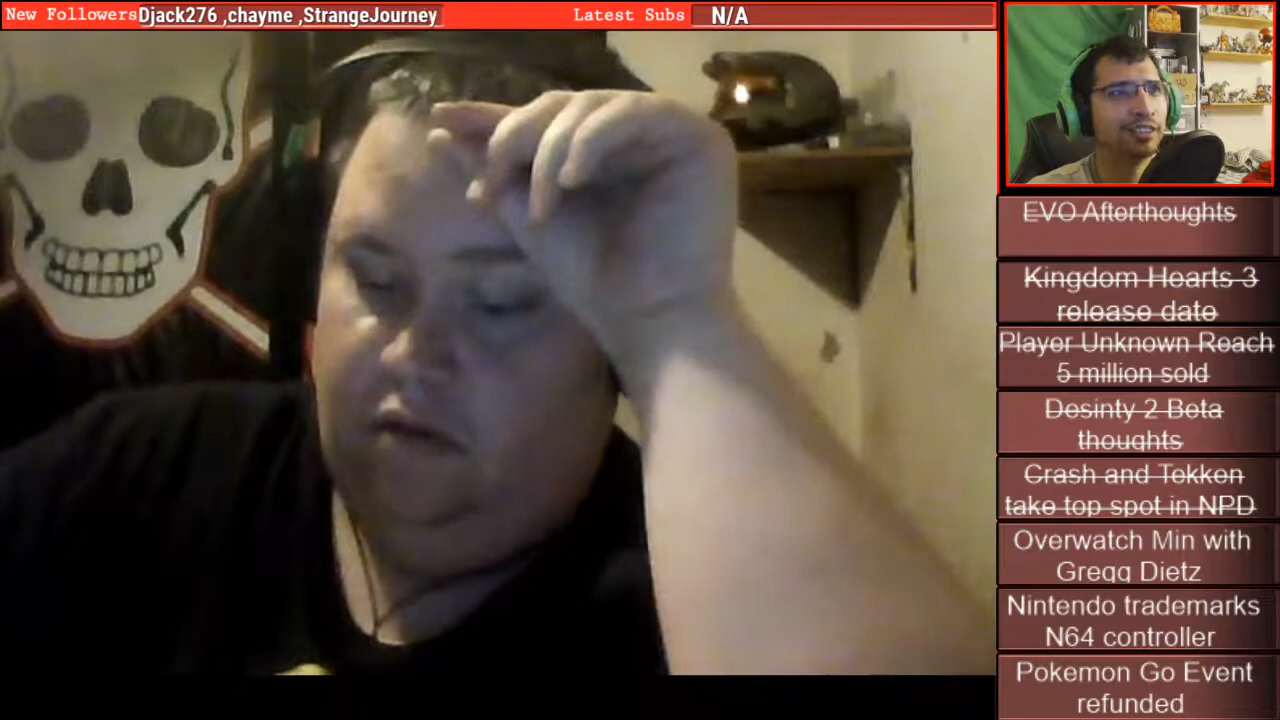 New Followers Djack276 ,chayme ,StrangeJourney
Latest Subs N/A
EVO Afterthoughts
Kingdom Hearts 3
release date
Player Unknown Reach
5 million sold
Desinty 2 Beta
thoughts
Crash and Tekken
take top spot in NPD
Overwatch Min with
Gregg Dietz
Nintendo trademarks
N64 controller
Pokemon Go Event
refunded